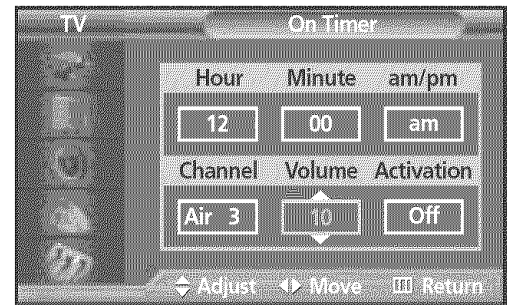 TV On Timer
Hour Minute am/pm
12 00 am
Channel Volume Activation
Air 3 10 Off
Adjust Move Return